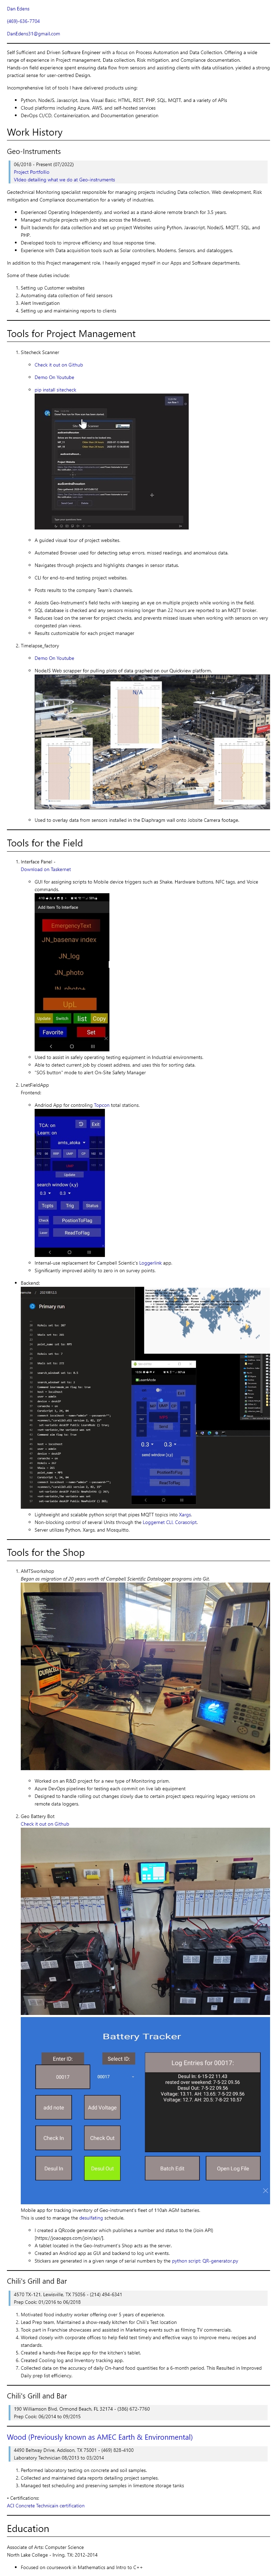 Dan Edens
(469)-636-7704
DanEdens31@gmail.com
Self Sufficient and Driven Software Engineer with a focus on Process Automation and Data Collection. Offering a wide
range of experience in Project Management, Data collection, Risk mitigation, and Compliance documentation.
Hands-on field experience spent ensuring data flow from sensors and assisting clients with data utilisation, yielded a strong
practical sense for user-centred Design.
Incomprehensive list of tools I have delivered products using:
• Python, NodeJS, Javascript, Java, Visual Basic, HTML, REST, PHP, SQL, MQTT, and a variety of APIs
• Cloud platforms including Azure, AWS, and self-hosted services
• DevOps CI/CD, Containerization, and Documentation generation
Work History
Geo-Instruments
06/2018 - Present (07/2022)
Project Portfoilio
VIdeo detailing what we do at Geo-instruments
Geotechnical Monitoring specialist responsible for managing projects including Data collection, Web development, Risk
mitigation and Compliance documentation for a variety of industries.
• Experienced Operating Independantly, and worked as a stand-alone remote branch for 3.5 years.
• Managed multiple projects with job sites across the Midwest.
• Built backends for data collection and web served project Websites using Python, Javascript, NodeJS, MQTT, SQL, and
PHP.
• Developed tools to improve efficiency and Issue response time.
• Experience with Data acquisition tools such as Solar controllers, Modems, Sensors, and dataloggers.
In addition to this Project management role, I heavily engaged myself in our Apps and Software departments.
Some of these duties include:
1. Setting up Customer websites
2. Automating data collection of field sensors
3. Alert Investigation
4. Setting up and maintaining reports to clients
Tools for Project Management
1. Sitecheck Scanner
Check it out on Github
Demo On Youtube
pip install sitecheck
A guided visual tour of project websites.
Automated Browser used for detecting setup errors, missed readings, and anomalous data.
Navigates through projects and highlights changes in sensor status.
CLI for end-to-end testing project websites.
Posts results to the company Team's channels.
Assists Geo-Instrument's field techs with keeping an eye on multiple projects while working in the field.
SQL database is checked and any sensors missing longer than 22 hours are reported to an MQTT broker.
Reduces load on the server for project checks, and prevents missed issues when working with sensors on very
congested plan views.
Results customizable for each project manager
2. Timelapse_factory
Demo On Youtube
NodeJS Web scrapper for pulling plots of data graphed on our Quickview platform.
N/A
Used to overlay data from sensors installed in the Diaphragm wall onto Jobsite Camera footage.
Tools for the Field
1. Interface Panel -
Download on Taskernet
GUI for assigning scripts to Mobile device triggers such as Shake, Hardware buttons, NFC tags, and Voice
commands.
Add Item To Interface
EmergencyText
JN_basenav index
JN_log
JN_photo
UpL
Update Switch list Copy
Favorite Set
Used to assist in safely operating testing equipment in Industrial environments.
Able to detect current job by closest address, and uses this for sorting data.
"SOS button" mode to alert On-Site Safety Manager
2. LnetFieldApp
Frontend:
Andriod App for controling Topcon total stations.
TCA: on
Learn: on
Exit
amts_atoka
Update
search window (x,y)
0.3 0.3
Tcpts Trig Status
Check PostionToFlag
ReadToFlag
Internal-use replacement for Campbell Scientic's Loggerlink app.
Significantly improved ability to zero in on survey points.
• Backend:
Primary run
Lightweight and scalable python script that pipes MQTT topics into Xargs.
Non-blocking control of several Units through the Loggernet CLI, Corascript.
Server utilises Python, Xargs, and Mosquitto.
Tools for the Shop
1. AMTSworkshop
Began as migration of 20 years worth of Campbell Scientific Datalogger programs into Git
DURACELL
Worked on an R&D project for a new type of Monitoring prism.
Azure DevOps pipelines for testing each commit on live lab equipment
Designed to handle rolling out changes slowly due to certain project specs requiring legacy versions on
remote data loggers.
2. Geo Battery Bot
Check it out on Github
Battery Tracker
Enter ID: Select ID:
00017 00017
add note Add Voltage
Check In Check Out
Desul In Desul Out
Log Entries for 00017:
Desul In: 6-15-22 11:43
rested over weekend: 7-5-22 09:56
Desul Out: 7-5-22 09:56
Voltage: 13.11. AH: 13.65: 7-5-22 09:56
Voltage: 12.7. AH: 20.5: 7-8-22 10:57
Batch Edit Open Log File
Mobile app for tracking inventory of Geo-instrument's fleet of 110ah AGM batteries.
This is used to manage the desulfating schedule.
I created a QRcode generator which publishes a number and status to the [Join API]
[https://joaoapps.com/join/api/].
A tablet located in the Geo-Instrument's Shop acts as the server.
Created an Android app as GUI and backend to log unit events.
Stickers are generated in a given range of serial numbers by the python script: QR-generator.py
Chili's Grill and Bar
4570 TX-121, Lewisville, TX 75056 - (214) 494-6341
Prep Cook: 01/2016 to 06/2018
1. Motivated food industry worker offering over 5 years of experience.
2. Lead Prep team. Maintained a show-ready kitchen for Chili's Test location
3. Took part in Franchise showcases and assisted in Marketing events such as filming TV commercials.
4. Worked closely with corporate offices to help field test timely and effective ways to improve menu recipes and
standards.
5. Created a hands-free Recipe app for the kitchen's tablet.
6. Created Cooling log and Inventory tracking app.
7. Collected data on the accuracy of daily On-hand food quantities for a 6-momth period. This Resulted in Improved
Daily prep list efficiency.
Chili's Grill and Bar
190 Williamson Blvd, Ormond Beach, FL 32174 - (386) 672-7760
Prep Cook: 06/2014 to 09/2015
Wood (Previously known as AMEC Earth & Environmental)
4490 Beltway Drive, Addison, TX 75001 - (469) 828-4100
Laboratory Technician 08/2013 to 03/2014
1. Performed laboratory testing on concrete and soil samples.
2. Collected and maintained data reports detailing project samples.
3. Managed test scheduling and preserving samples in limestone storage tanks
• Certifications:
ACI Concrete Technicain certification
Education
Associate of Arts: Computer Science
North Lake College - Irving, TX: 2012-2014
• Focused on coursework in Mathematics and Intro to C++